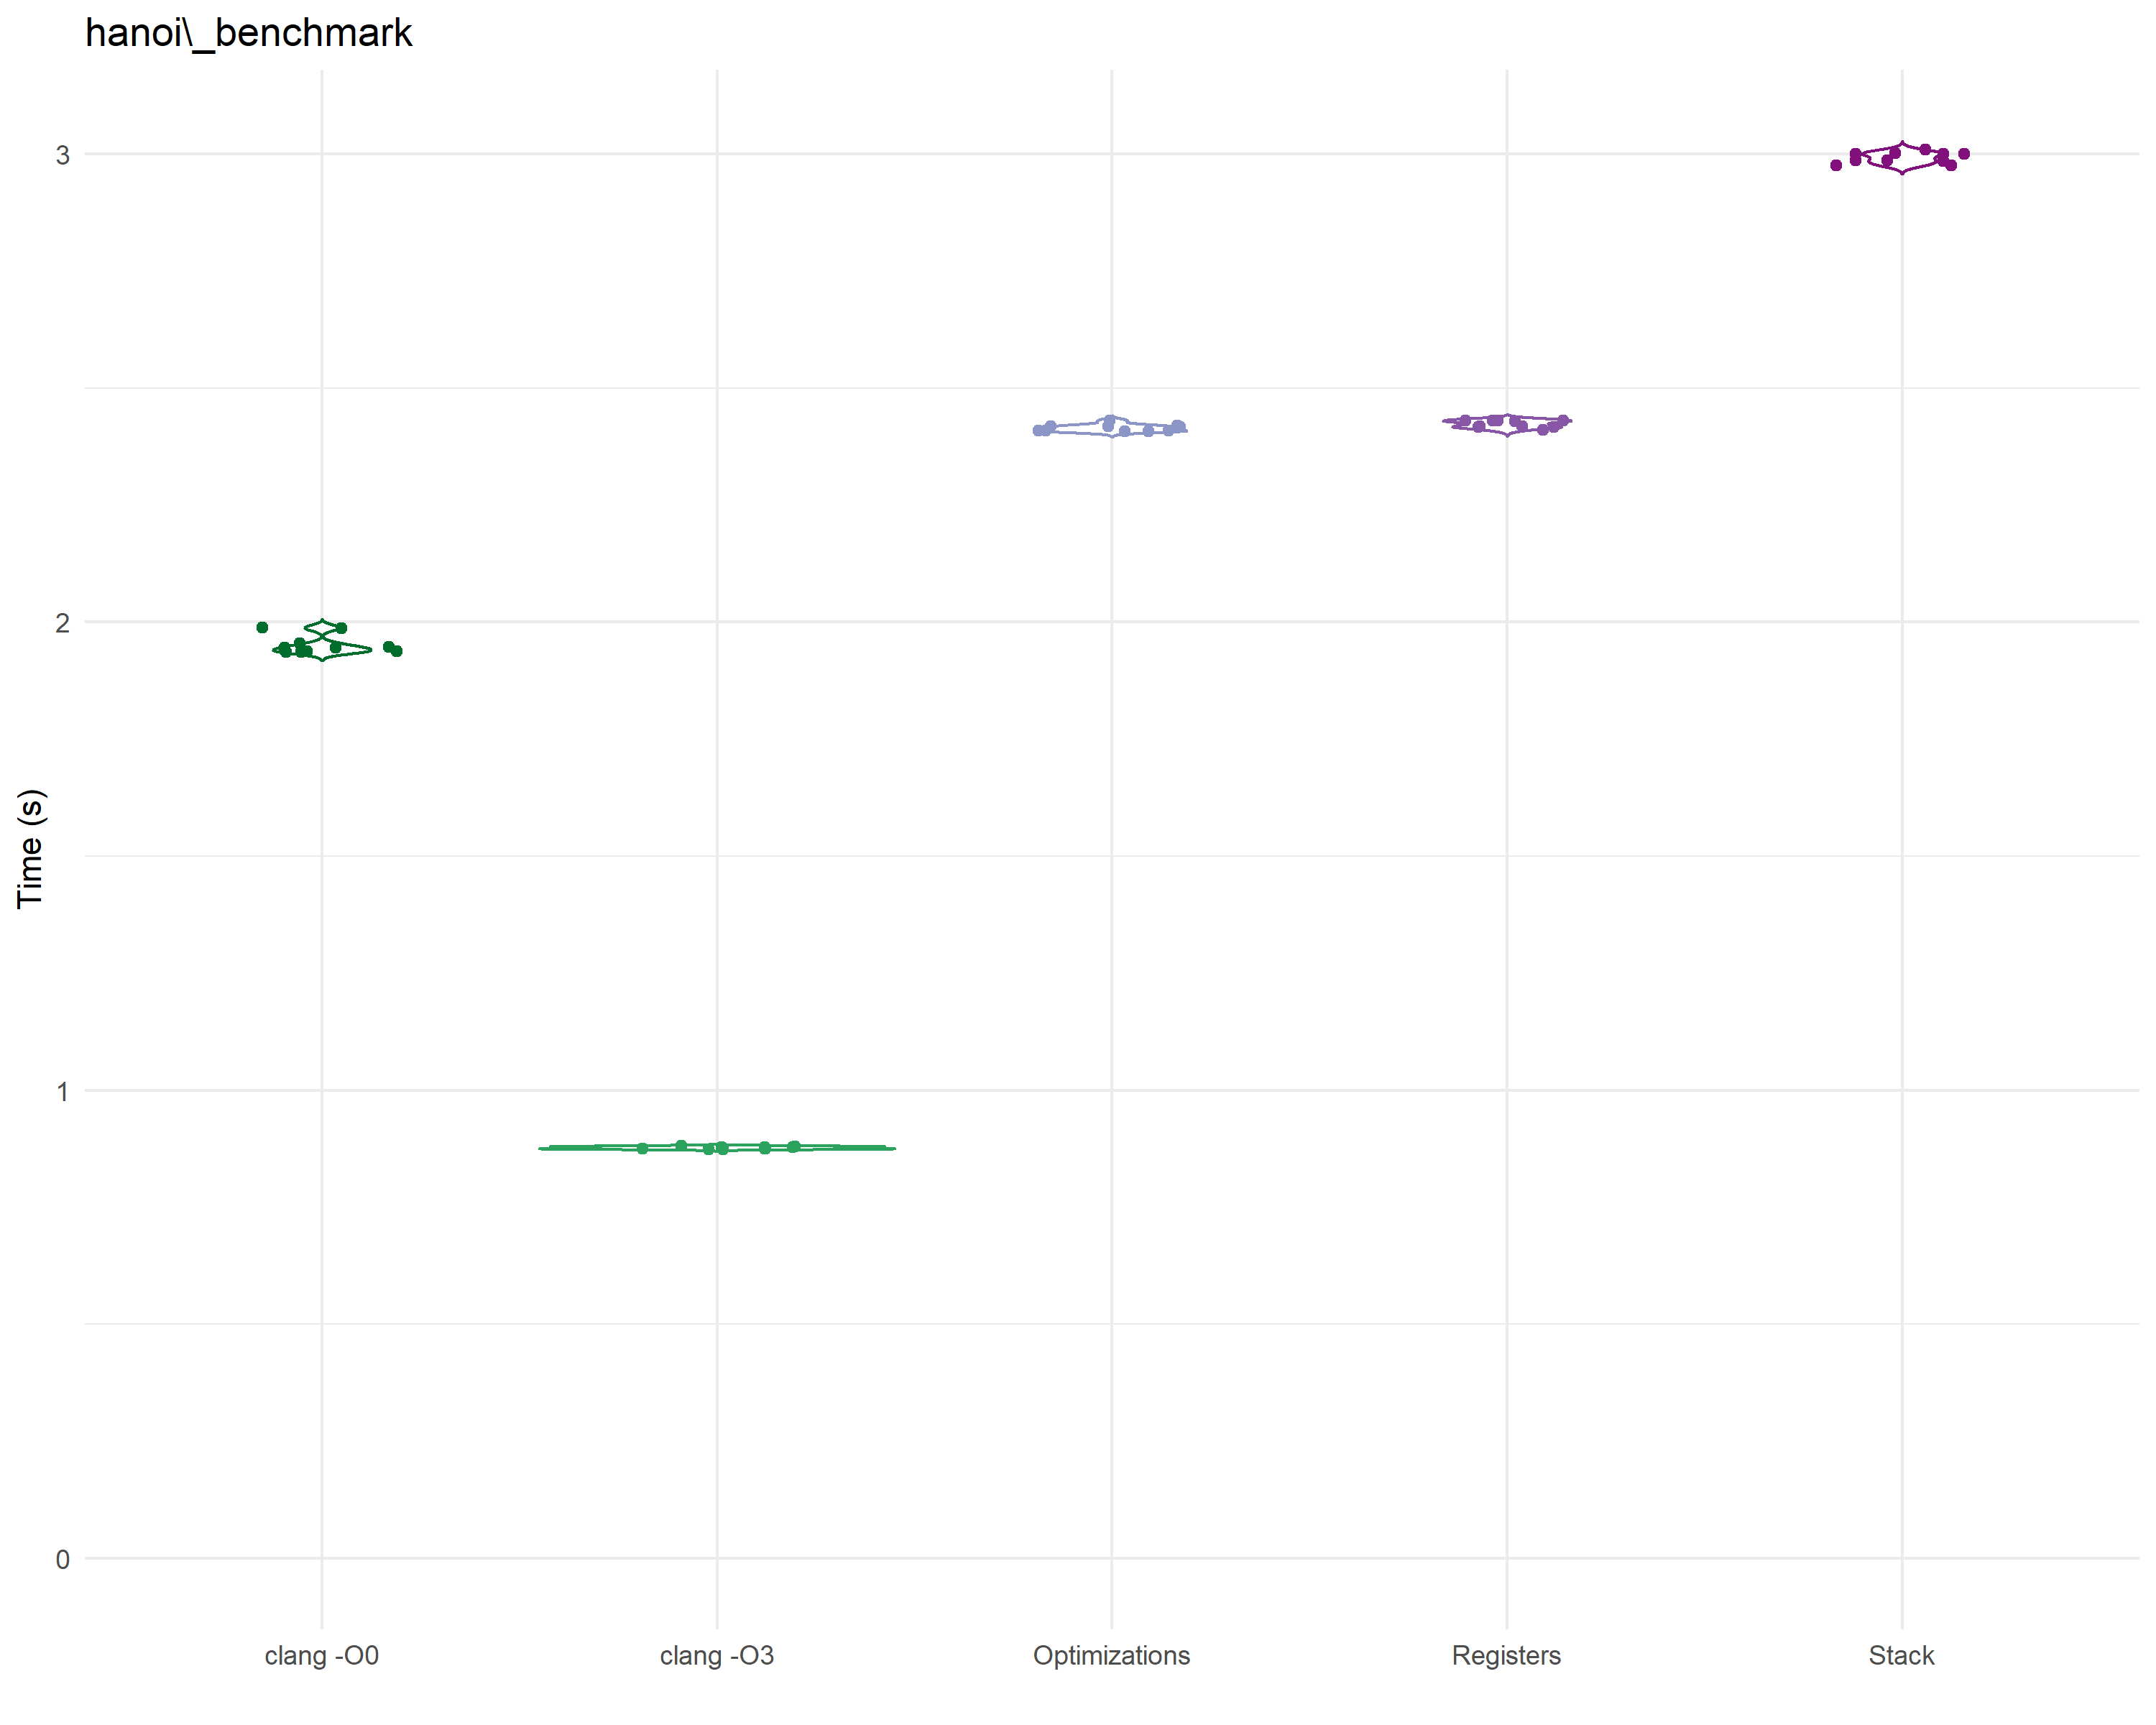 hanoi\_benchmark
Time (s)
3
2
1
0
clang -O0 clang -O3 Optimizations Registers Stack